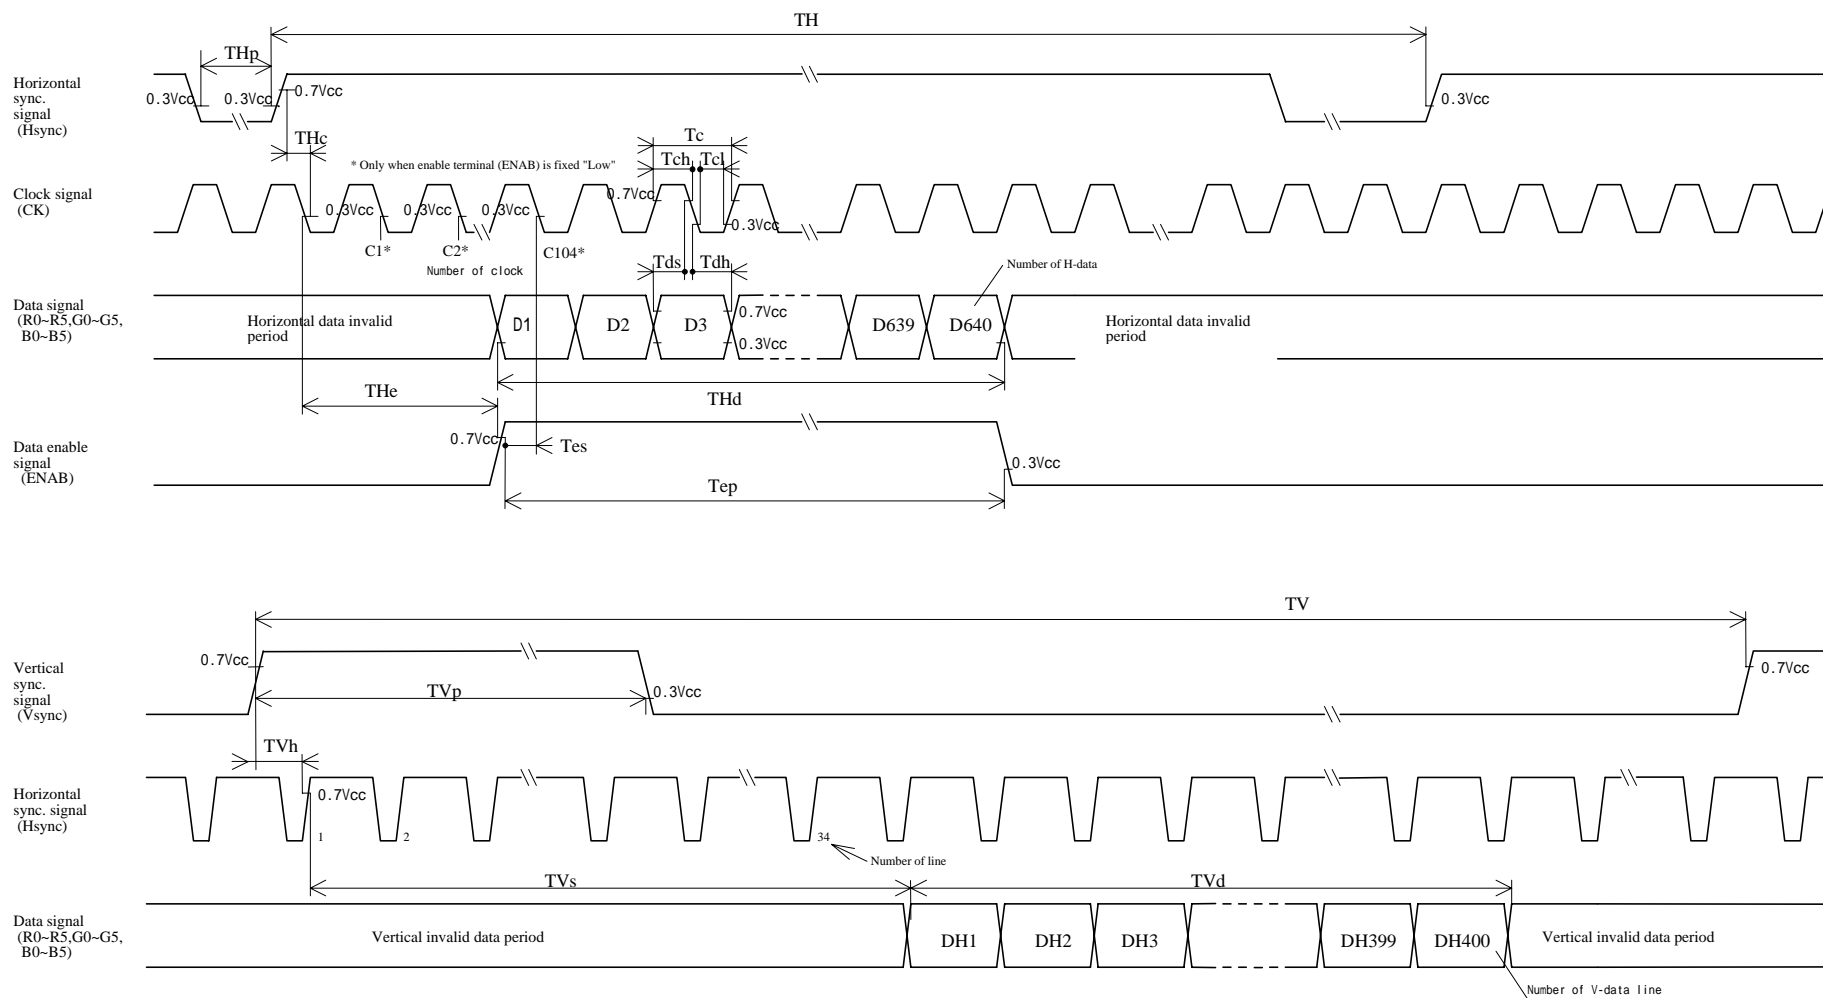 TH
THp
Horizontal
sync.
signal
(Hsync)
0.3Vcc
0.3Vcc
0.7Vcc
0.3Vcc
THc
* Only when enable terminal (ENAB) is fixed "Low"
Tc
Tch
Tcl
Clock signal
(CK)
0.3Vcc
0.3Vcc
0.3Vcc
0.7Vcc
0.3Vcc
C1*
C2*
C104*
Number of clock
Tds
Tdh
Number of H-data
Data signal
(R0~R5,G0~G5,
B0~B5)
Horizontal data invalid
period
D1
D2
D3
0.7Vcc
0.3Vcc
D639
D640
Horizontal data invalid
period
THe
THd
Data enable
signal
(ENAB)
0.7Vcc
Tes
0.3Vcc
Tep
TV
Vertical
sync.
signal
(Vsync)
0.7Vcc
TVp
0.3Vcc
0.7Vcc
TVh
Horizontal
sync. signal
(Hsync)
0.7Vcc
1
2
34
Number of line
TVs
TVd
Data signal
(R0~R5,G0~G5,
B0~B5)
Vertical invalid data period
DH1
DH2
DH3
DH399
DH400
Vertical invalid data period
Number of V-data line